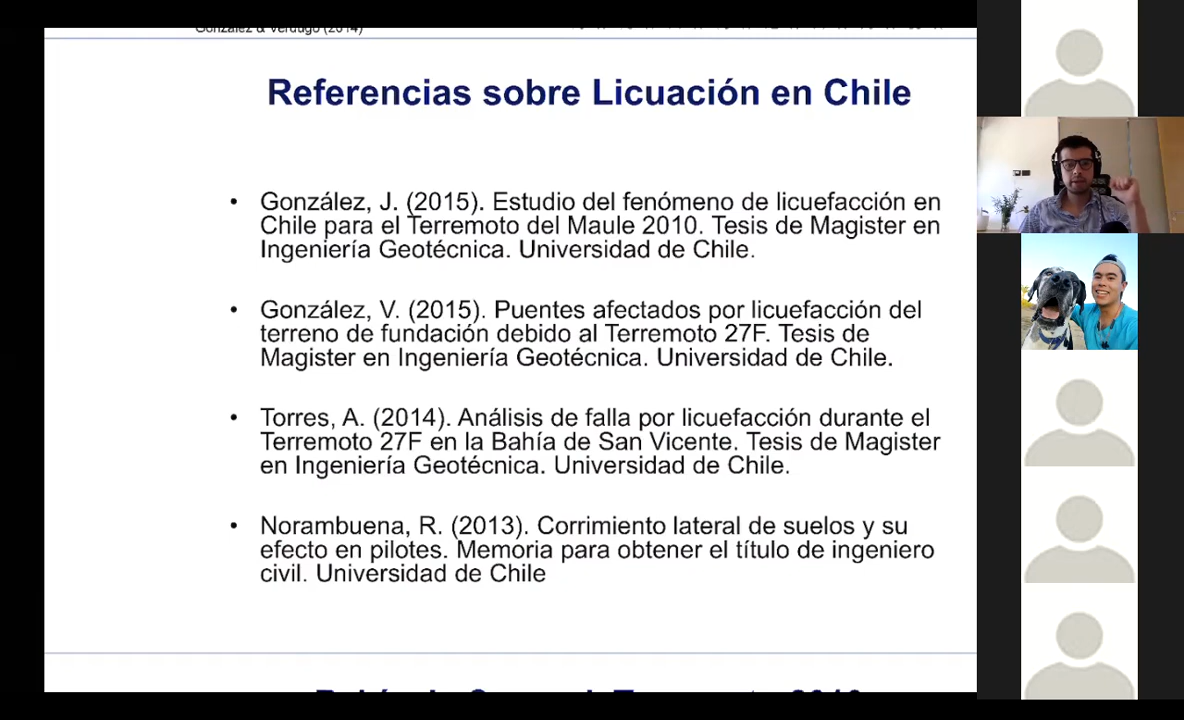 González & Verdugo (2014)
Referencias sobre Licuación en Chile
• González, J. (2015). Estudio del fenómeno de licuefacción en
Chile para el Terremoto del Maule 2010. Tesis de Magister en
Ingeniería Geotécnica. Universidad de Chile.
• González, V. (2015). Puentes afectados por licuefacción del
terreno de fundación debido al Terremoto 27F. Tesis de
Magister en Ingeniería Geotécnica. Universidad de Chile.
• Torres, A. (2014). Análisis de falla por licuefacción durante el
Terremoto 27F en la Bahía de San Vicente. Tesis de Magister
en Ingeniería Geotécnica. Universidad de Chile.
• Norambuena, R. (2013). Corrimiento lateral de suelos y su
efecto en pilotes. Memoria para obtener el título de ingeniero
civil. Universidad de Chile